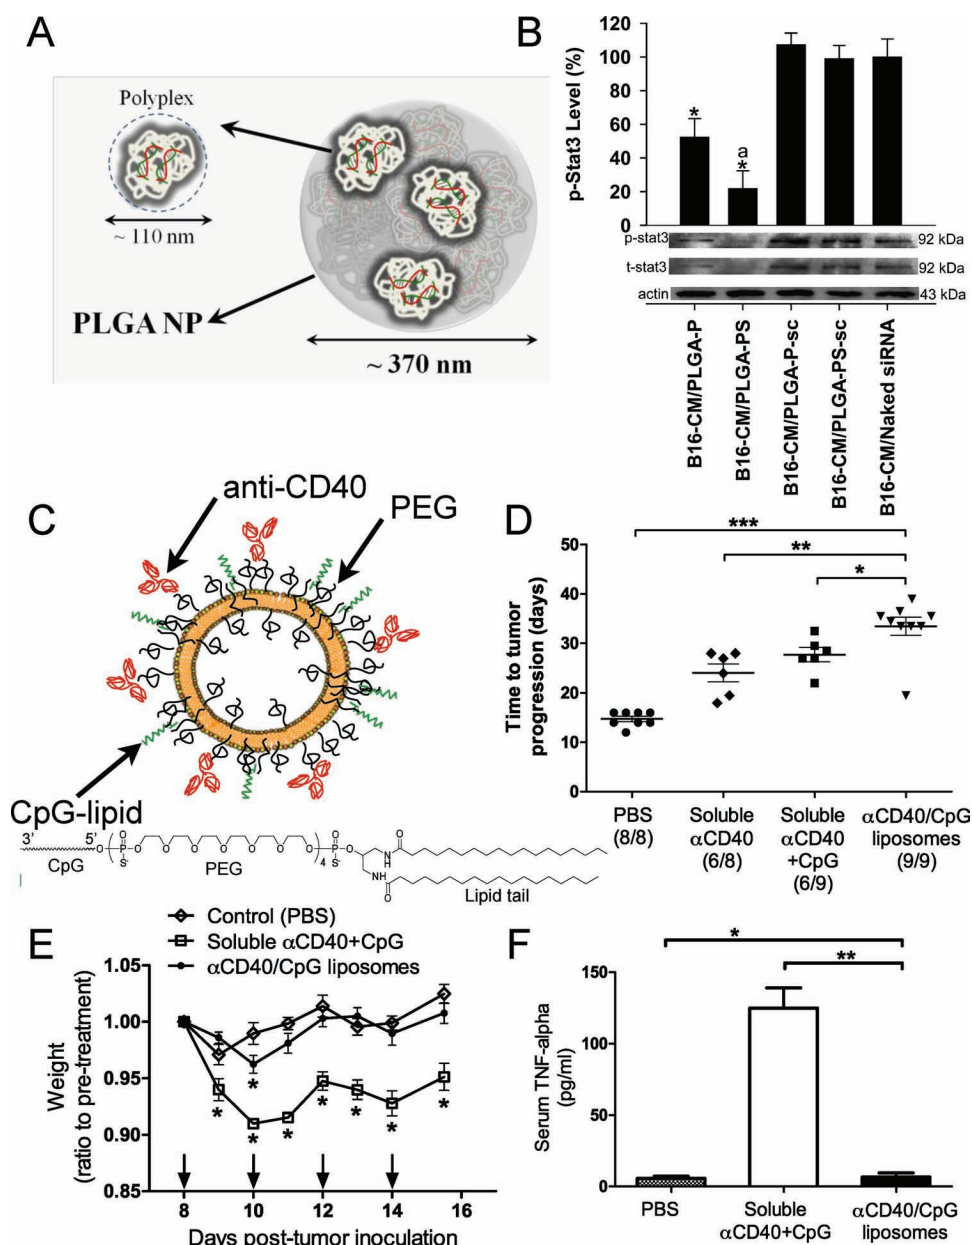 A
Polyplex
~ 110 nm
PLGA NP
~ 370 nm
B
p-Stat3 Level (%)
120
100
80
60
40
20
0
*
a
*
p-stat3
92 kDa
t-stat3
92 kDa
actin
43 kDa
B16-CM/PLGA-P
B16-CM/PLGA-PS
B16-CM/PLGA-P-sc
B16-CM/PLGA-PS-sc
B16-CM/Naked siRNA
C
anti-CD40
PEG
CpG-lipid
3' 5'
CpG
O
O
P
S-
O
O
O
O
O
O
O
PEG
4
O
P
S-
O
NH
O
NH
O
Lipid tail
D
***
**
*
Time to tumor
progression (days)
50
40
30
20
10
0
PBS
(8/8)
Soluble
αCD40
(6/8)
Soluble
αCD40
+CpG
(6/9)
αCD40/CpG
liposomes
(9/9)
E
Control (PBS)
Soluble αCD40+CpG
αCD40/CpG liposomes
Weight
(ratio to pre-treatment)
1.05
1.00
0.95
0.90
0.85
*
*
*
*
*
*
*
*
8
10
12
14
16
Days post-tumor inoculation
F
*
**
Serum TNF-alpha
(pg/ml)
150
100
50
0
PBS
Soluble
αCD40+CpG
αCD40/CpG
liposomes